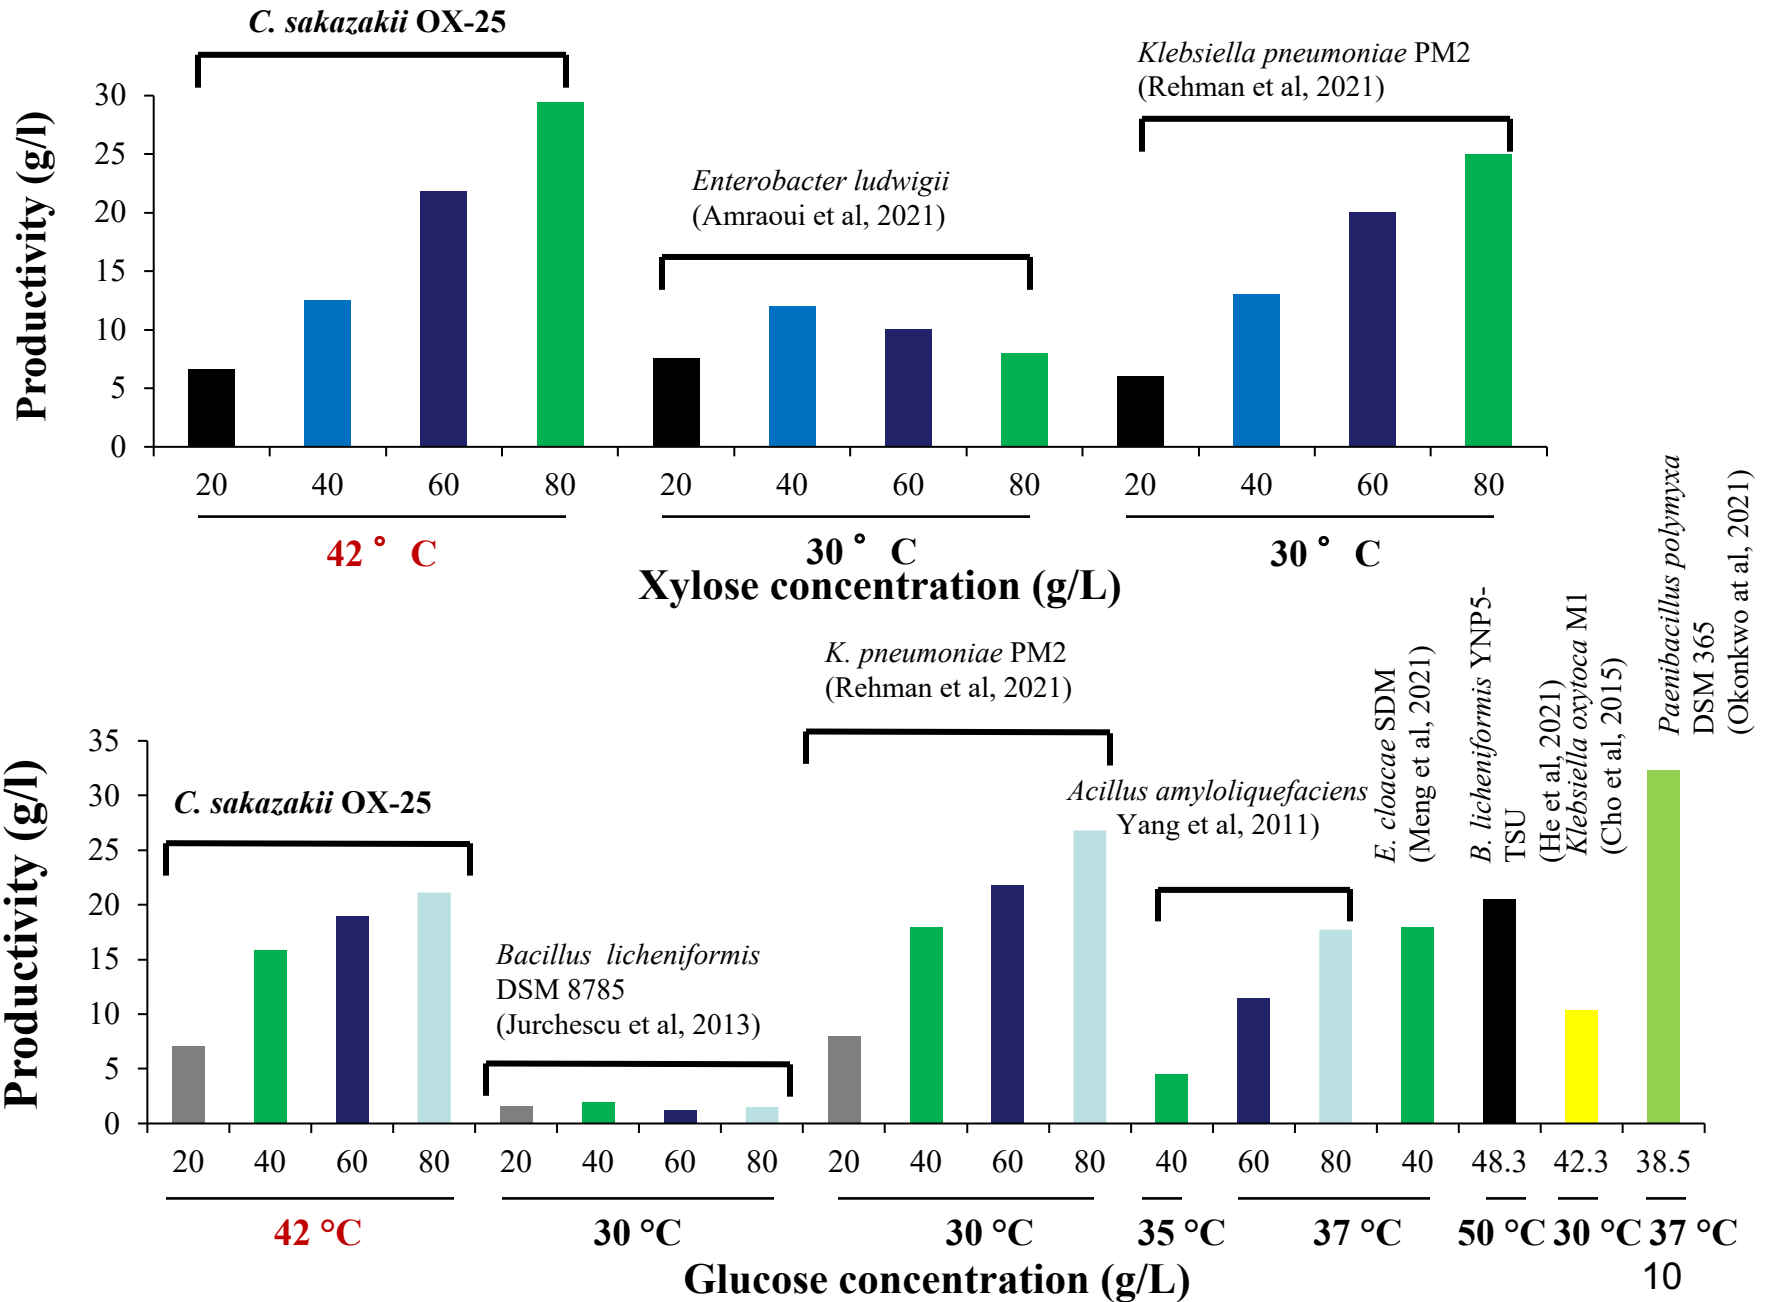 C. sakazakii OX-25
Klebsiella pneumoniae PM2
(Rehman et al, 2021)
Enterobacter ludwigii
(Amraoui et al, 2021)
Productivity (g/l)
30
25
20
15
10
5
0
20 40 60 80 20 40 60 80 20 40 60 80
42 ° C 30 ° C 30 ° C
Xylose concentration (g/L)
K. pneumoniae PM2
(Rehman et al, 2021)
C. sakazakii OX-25
Bacillus licheniformis
DSM 8785
(Jurchescu et al, 2013)
Acillus amyloliquefaciens
Yang et al, 2011)
E. cloacae SDM
(Meng et al, 2021)
B. licheniformis YNP5-
TSU
(He et al, 2021)
Klebsiella oxytoca M1
(Cho et al, 2015)
Paenibacillus polymyxa
DSM 365
(Okonkwo at al, 2021)
Productivity (g/l)
35
30
25
20
15
10
5
0
20 40 60 80 20 40 60 80 20 40 60 80 40 60 80 40 48.3 42.3 38.5
42 °C 30 °C 30 °C 35 °C 37 °C 50 °C 30 °C 37 °C
Glucose concentration (g/L)
10